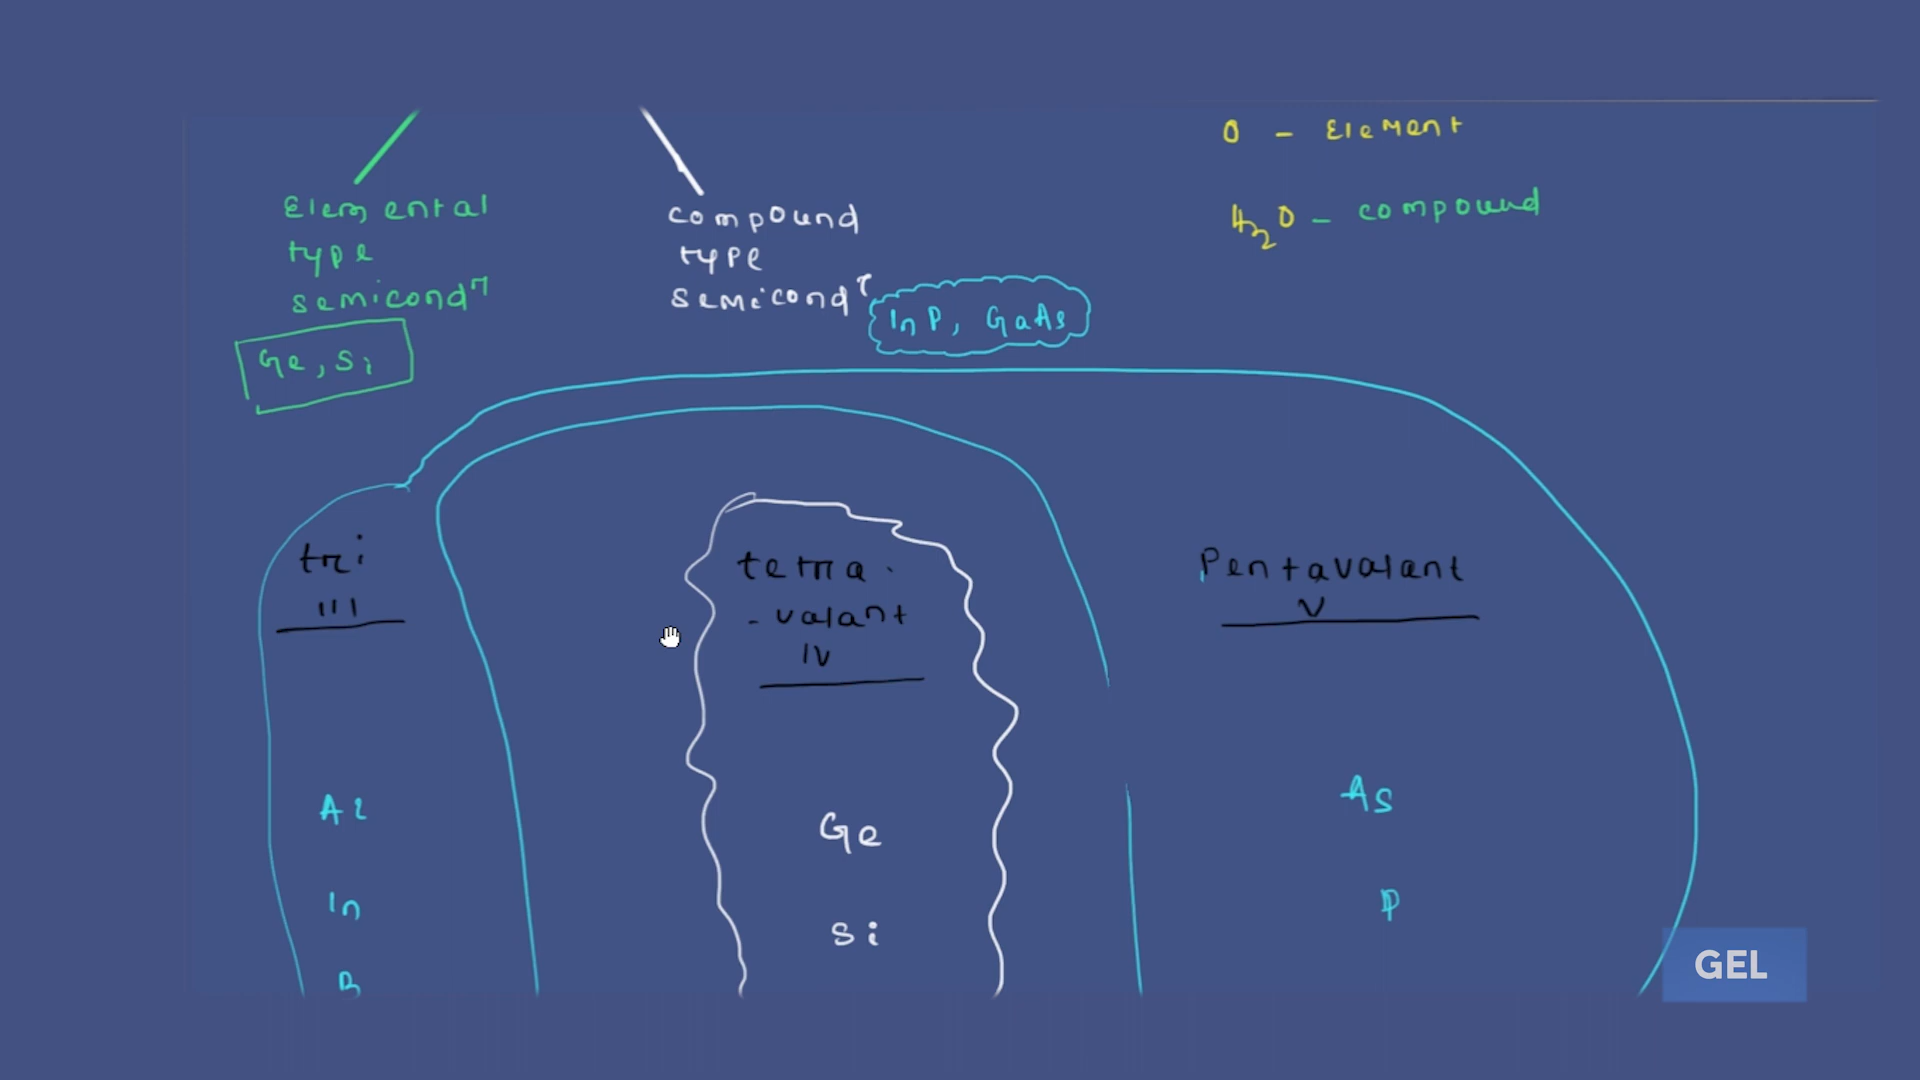 O - Element
Elemental
type
semicondr
Ge, Si
compound
type
semicondr
InP, GaAs
H2O - compound
tri
III
tetra
- valant
IV
Pentavalant
V
Al
In
B
Ge
Si
As
P
GEL